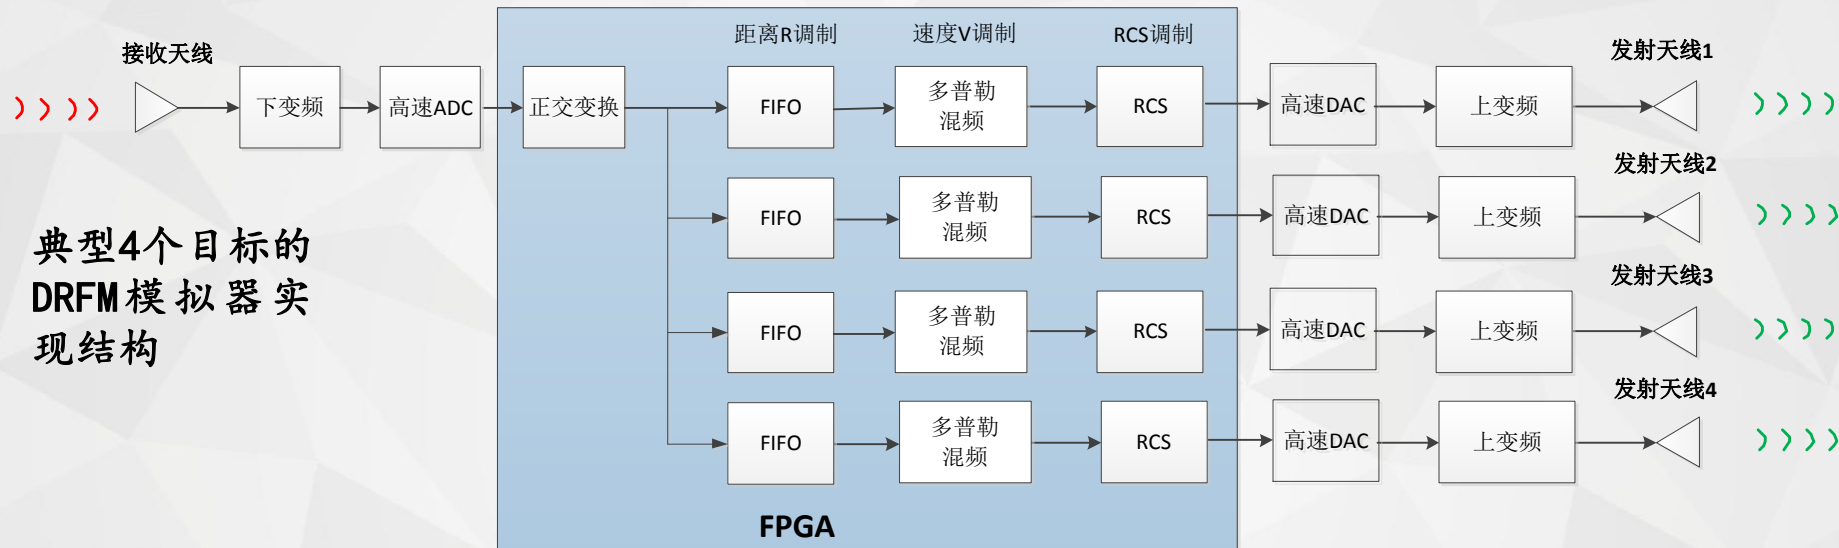 距离R调制
速度V调制
RCS调制
接收天线
发射天线1
下变频
高速ADC
正交变换
FIFO
多普勒
混频
RCS
高速DAC
上变频
发射天线2
FIFO
多普勒
混频
RCS
高速DAC
上变频
典型4个目标的
DRFM模拟器实
现结构
发射天线3
FIFO
多普勒
混频
RCS
高速DAC
上变频
发射天线4
FIFO
多普勒
混频
RCS
高速DAC
上变频
FPGA